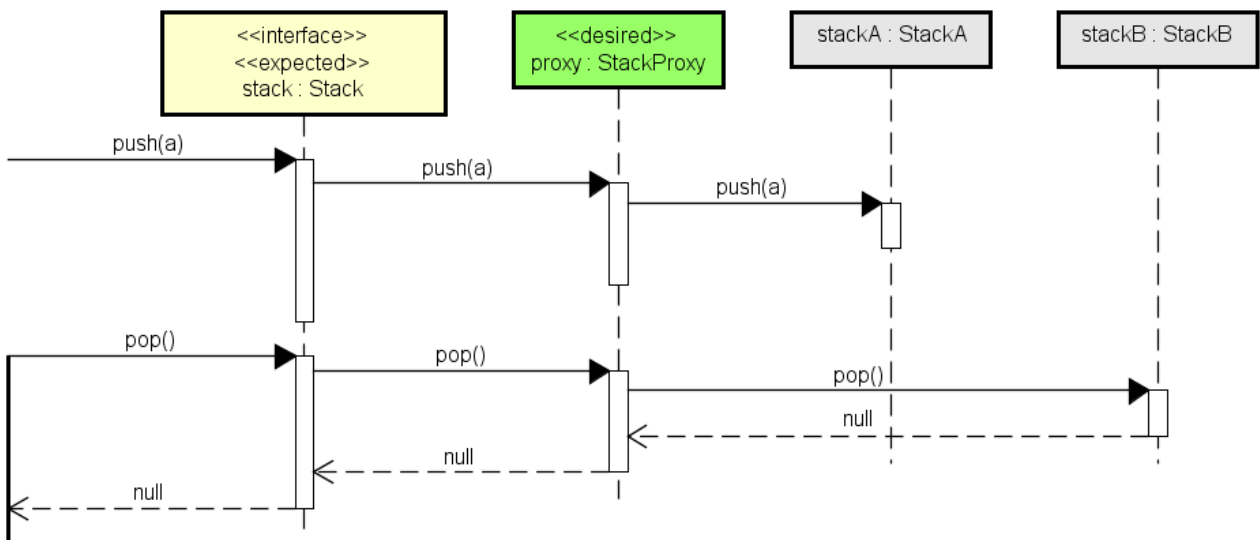 <<interface>>
<<expected>>
stack : Stack
<<desired>>
proxy : StackProxy
stackA : StackA
stackB : StackB
push(a)
push(a)
push(a)
pop()
pop()
pop()
null
null
null